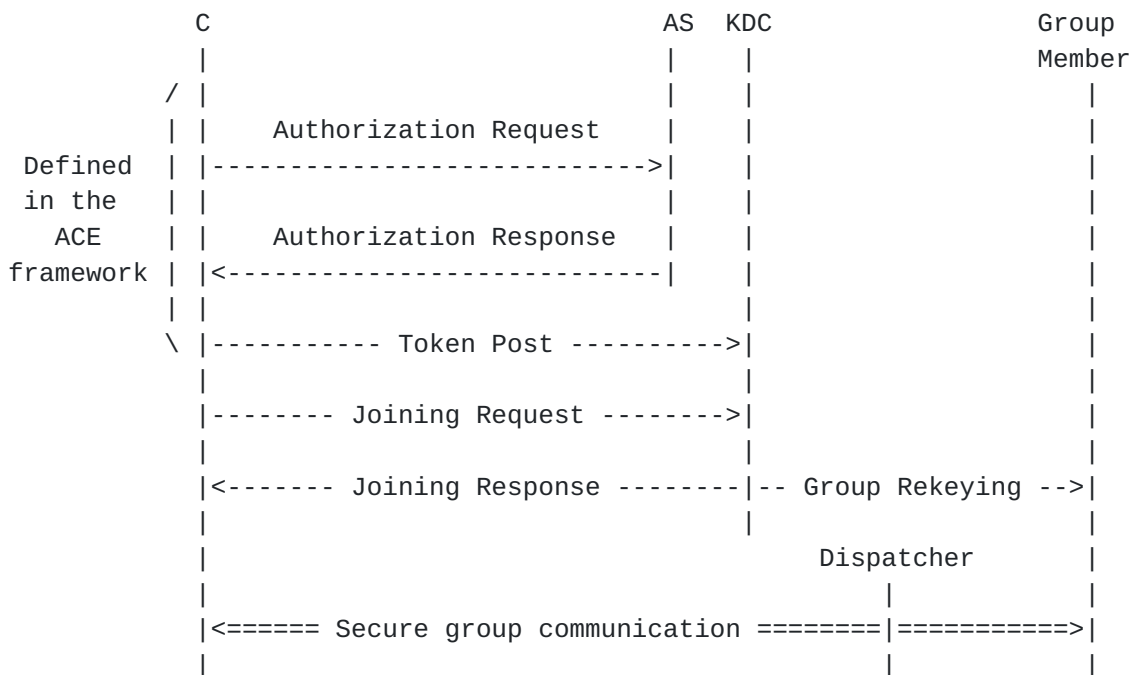 C AS KDC Group
Member
Authorization Request
Defined
in the
ACE Authorization Response
framework
Token Post
Joining Request
Joining Response Group Rekeying
Dispatcher
Secure group communication